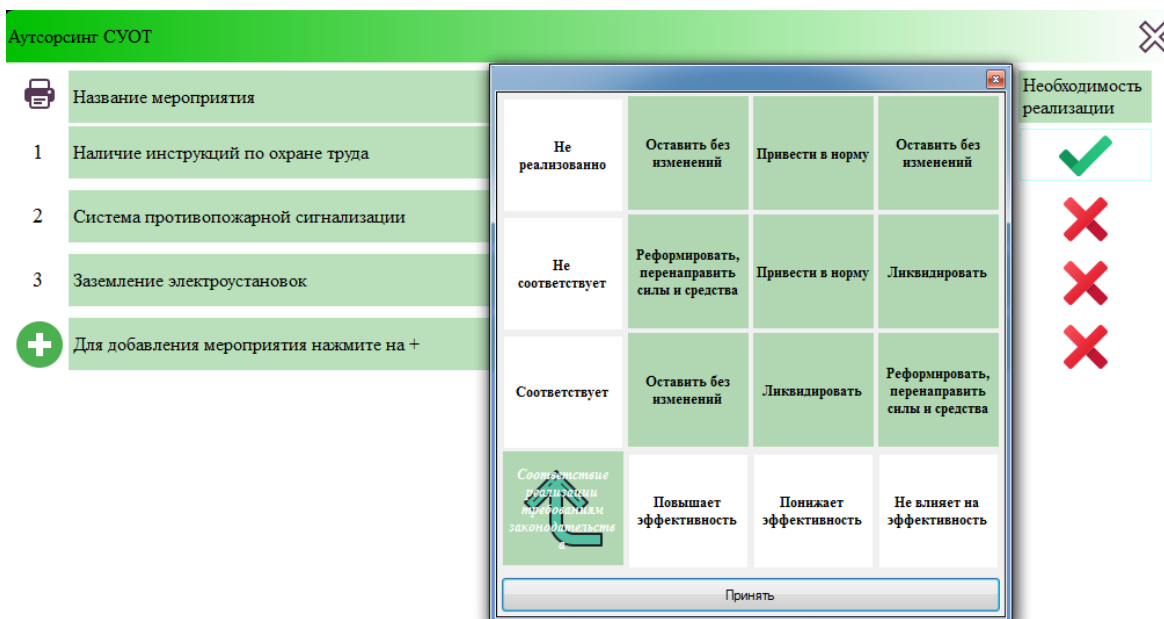 Аутсорсинг СУОТ
Название мероприятия
Необходимость
реализации
1 Наличие инструкций по охране труда
2 Система противопожарной сигнализации
3 Заземление электроустановок
Для добавления мероприятия нажмите на +
Не
реализованно
Оставить без
изменений
Привести в норму
Оставить без
изменений
Не
соответствует
Реформировать,
перенаправить
силы и средства
Привести в норму
Ликвидировать
Соответствует
Оставить без
изменений
Ликвидировать
Реформировать,
перенаправить
силы и средства
Соответствие
реализации
требованиям
законодательств
а
Повышает
эффективность
Понижает
эффективность
Не влияет на
эффективность
Принять